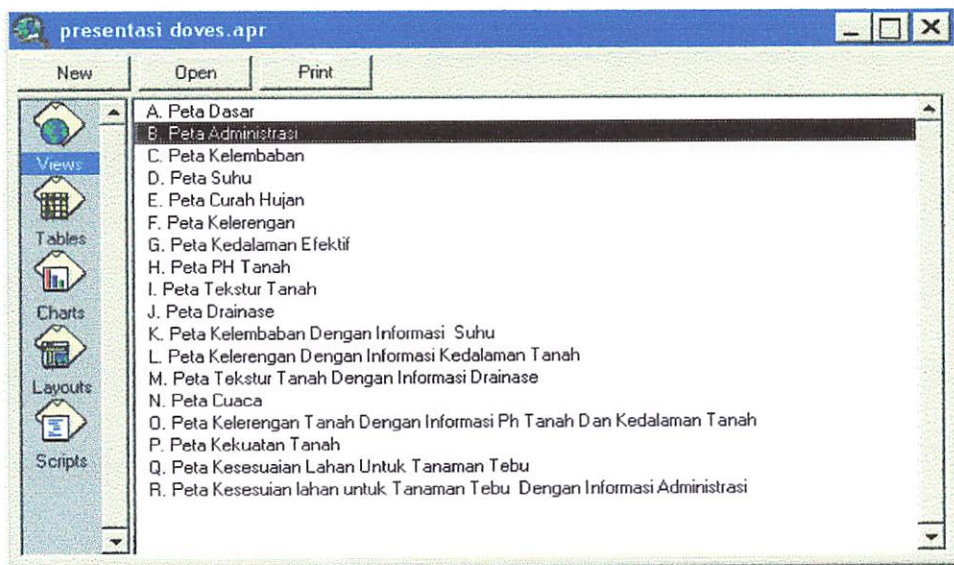 presentasi doves.apr
New Open Print
Views
Tables
Charts
Layouts
Scripts
A. Peta Dasar
B. Peta Administrasi
C. Peta Kelembaban
D. Peta Suhu
E. Peta Curah Hujan
F. Peta Kelerengan
G. Peta Kedalaman Efektif
H. Peta PH Tanah
I. Peta Tekstur Tanah
J. Peta Drainase
K. Peta Kelembaban Dengan Informasi Suhu
L. Peta Kelerengan Dengan Informasi Kedalaman Tanah
M. Peta Tekstur Tanah Dengan Informasi Drainase
N. Peta Cuaca
O. Peta Kelerengan Tanah Dengan Informasi Ph Tanah Dan Kedalaman Tanah
P. Peta Kekuatan Tanah
Q. Peta Kesesuaian Lahan Untuk Tanaman Tebu
R. Peta Kesesuian lahan untuk Tanaman Tebu Dengan Informasi Administrasi